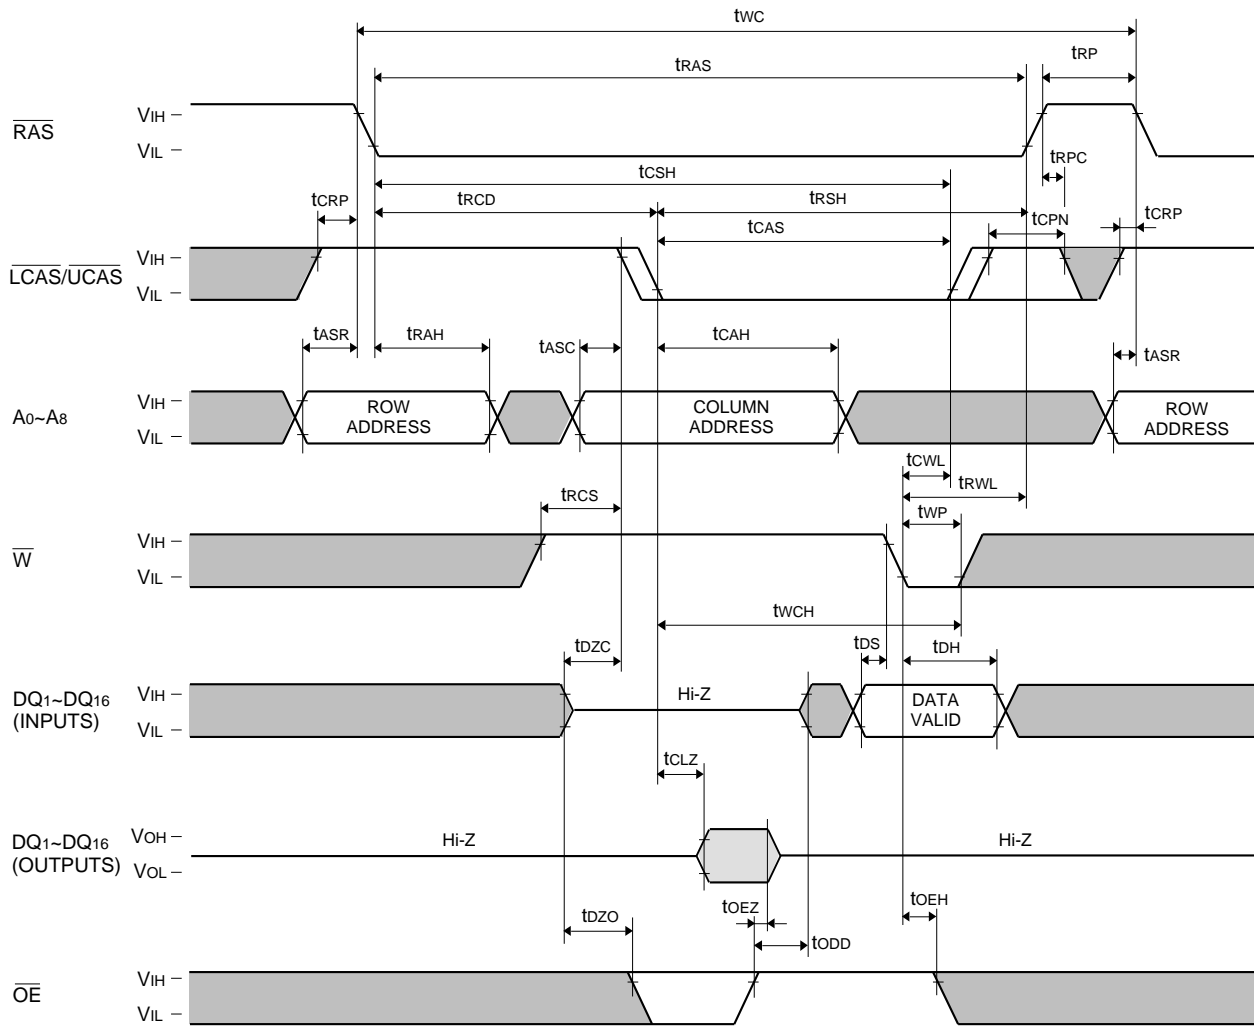 tWC
tRAS
tRP
RAS
VIH
VIL
tRPC
tCSH
tCRP
tRCD
tRSH
tCPN
tCRP
tCAS
LCAS/UCAS
VIH
VIL
tASR
tRAH
tASC
tCAH
tASR
A0~A8
VIH
VIL
ROW
ADDRESS
COLUMN
ADDRESS
ROW
ADDRESS
tCWL
tRWL
tRCS
tWP
W
VIH
VIL
tWCH
tDZC
tDS
tDH
DQ1~DQ16
(INPUTS)
VIH
VIL
Hi-Z
DATA
VALID
tCLZ
DQ1~DQ16
(OUTPUTS)
VOH
VOL
Hi-Z
Hi-Z
tDZO
tOEZ
tODD
tOEH
OE
VIH
VIL